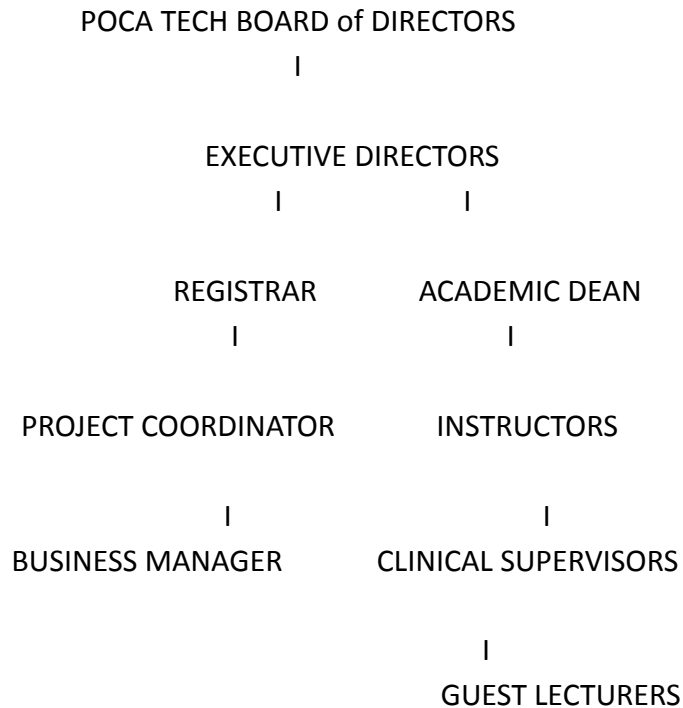 POCA TECH BOARD of DIRECTORS
I
EXECUTIVE DIRECTORS
I I
REGISTRAR ACADEMIC DEAN
I I
PROJECT COORDINATOR INSTRUCTORS
I I
BUSINESS MANAGER CLINICAL SUPERVISORS
I
GUEST LECTURERS